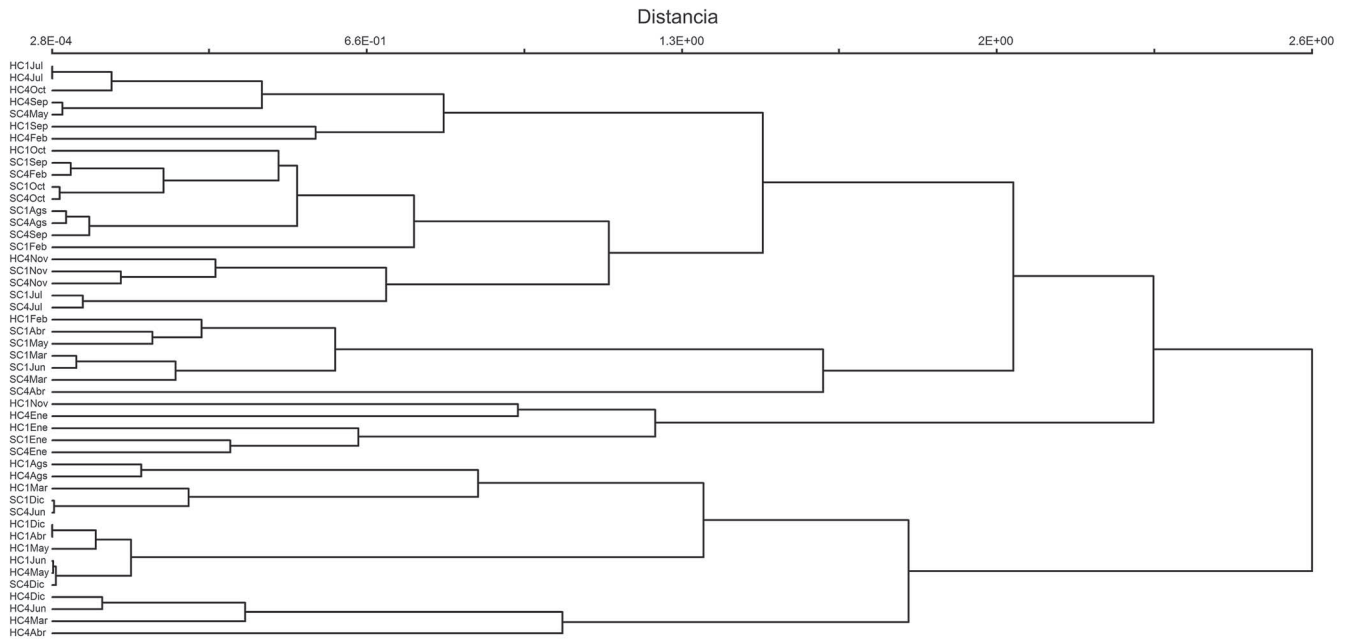 Distancia
2.8E-04 6.6E-01 1.3E+00 2E+00 2.6E+00
HC1Jul
HC4Jul
HC4Oct
HC4Sep
SC4May
HC1Sep
HC4Feb
HC1Oct
SC1Sep
SC4Feb
SC1Oct
SC4Oct
SC1Ags
SC4Ags
SC4Sep
SC1Feb
HC4Nov
SC1Nov
SC4Nov
SC1Jul
SC4Jul
HC1Feb
SC1Abr
SC1May
SC1Mar
SC1Jun
SC4Mar
SC4Abr
HC1Nov
HC4Ene
HC1Ene
SC1Ene
SC4Ene
HC1Ags
HC4Ags
HC1Mar
SC1Dic
SC4Jun
HC1Dic
HC1Abr
HC1May
HC1Jun
HC4May
SC4Dic
HC4Dic
HC4Jun
HC4Mar
HC4Abr